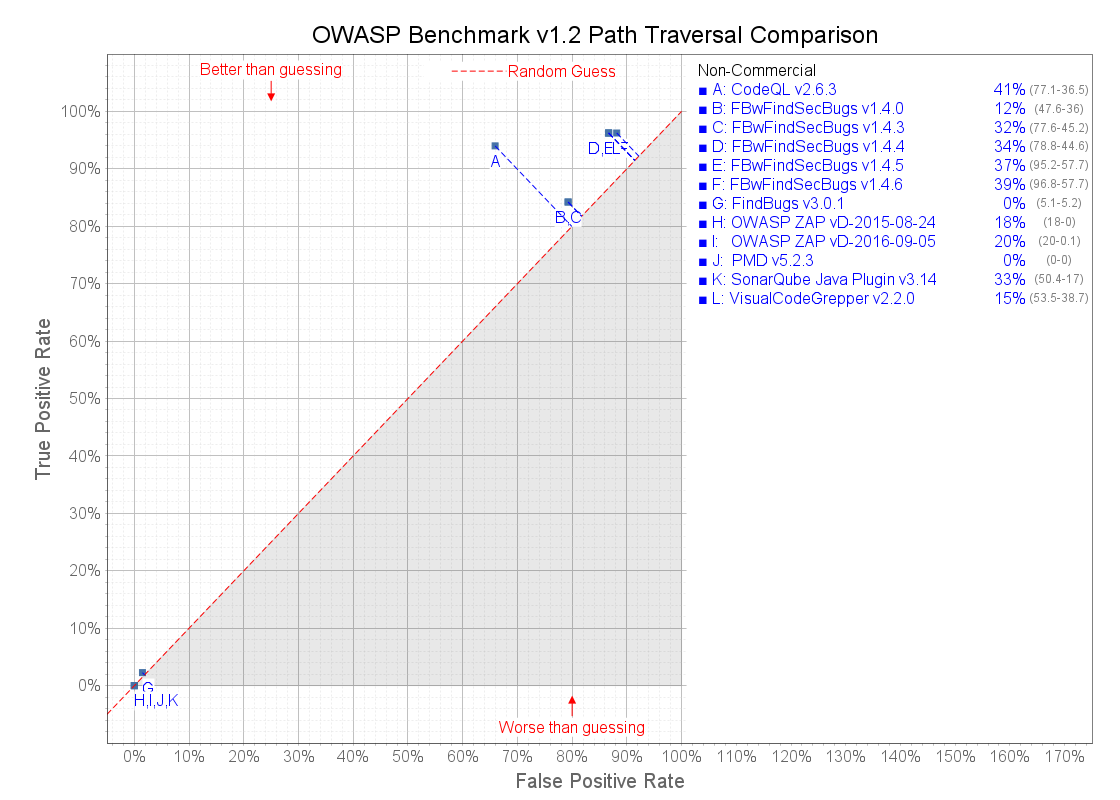 OWASP Benchmark v1.2 Path Traversal Comparison
Better than guessing
Random Guess
Non-Commercial
A: CodeQL v2.6.3 41% (77.1-36.5)
B: FBwFindSecBugs v1.4.0 12% (47.6-36)
C: FBwFindSecBugs v1.4.3 32% (77.6-45.2)
D: FBwFindSecBugs v1.4.4 34% (78.8-44.6)
E: FBwFindSecBugs v1.4.5 37% (95.2-57.7)
F: FBwFindSecBugs v1.4.6 39% (96.8-57.7)
G: FindBugs v3.0.1 0% (5.1-5.2)
H: OWASP ZAP vD-2015-08-24 18% (18-0)
I: OWASP ZAP vD-2016-09-05 20% (20-0.1)
J: PMD v5.2.3 0% (0-0)
K: SonarQube Java Plugin v3.14 33% (50.4-17)
L: VisualCodeGrepper v2.2.0 15% (53.5-38.7)
100%
90%
80%
70%
60%
50%
40%
30%
20%
10%
0%
True Positive Rate
D,E
A
B C
G
H,I,J,K
Worse than guessing
0% 10% 20% 30% 40% 50% 60% 70% 80% 90% 100% 110% 120% 130% 140% 150% 160% 170%
False Positive Rate